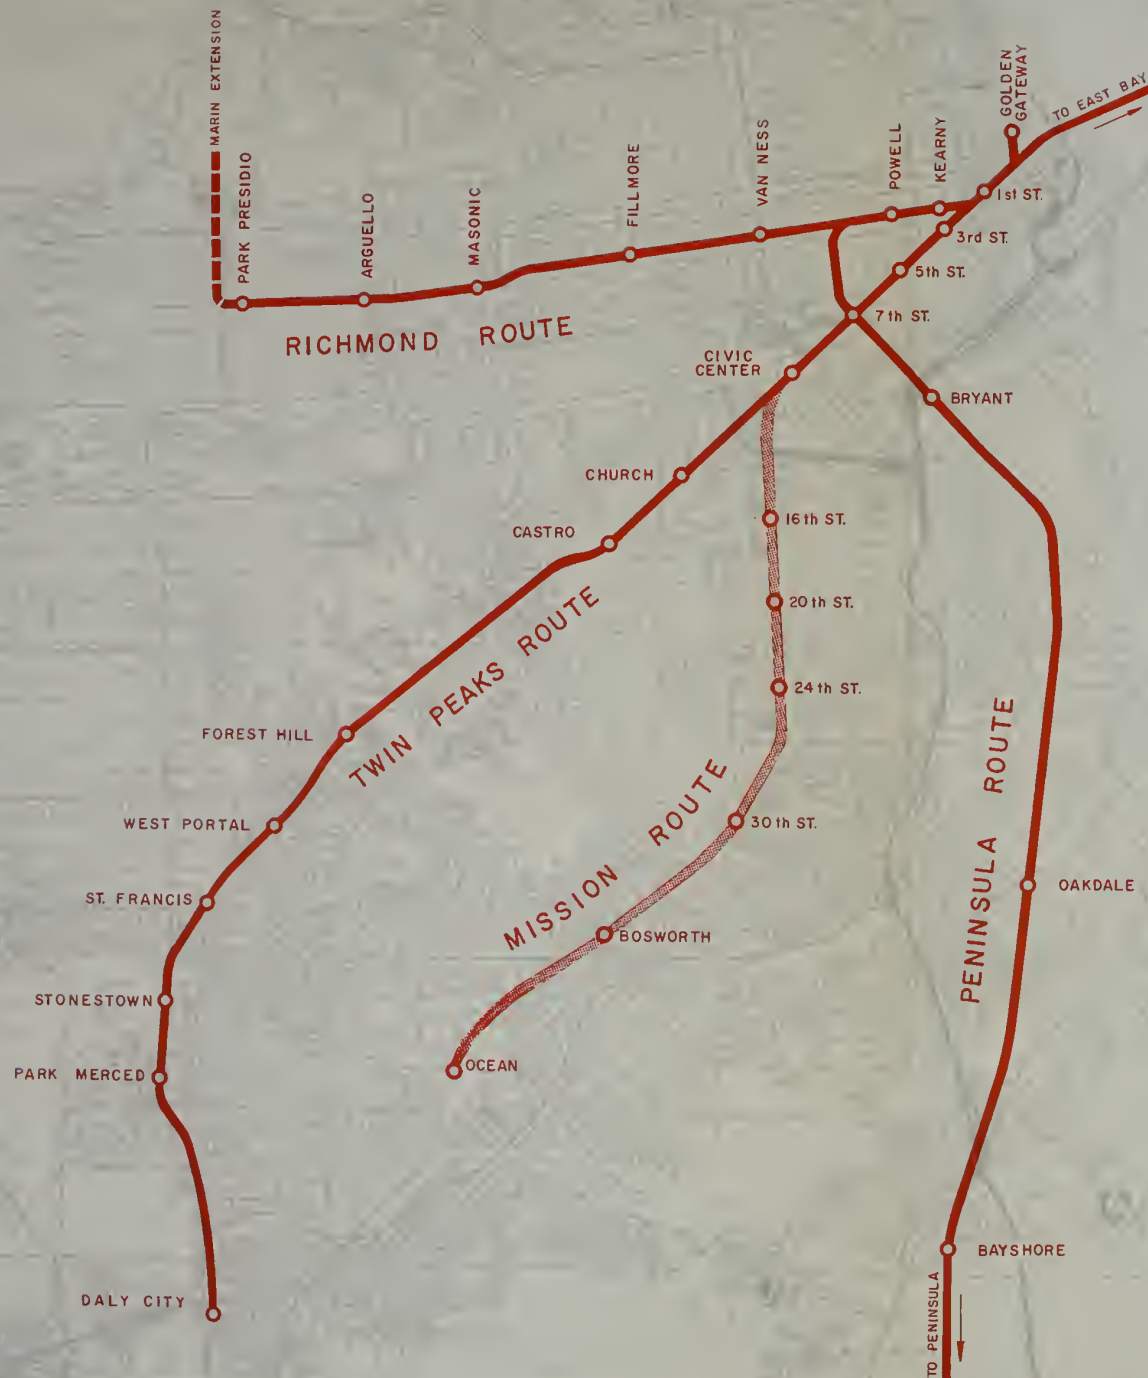 MARIN EXTENSION
GOLDEN
GATEWAY
TO EAST BAY
PARK PRESIDIO
ARGUELLO
MASONIC
FILLMORE
VAN NESS
POWELL
KEARNY
1st ST.
3rd ST.
5th ST.
7th ST.
RICHMOND ROUTE
CIVIC
CENTER
BRYANT
CHURCH
16th ST.
CASTRO
20th ST.
24th ST.
TWIN PEAKS ROUTE
FOREST HILL
WEST PORTAL
30th ST.
MISSION ROUTE
PENINSULA ROUTE
OAKDALE
ST. FRANCIS
BOSWORTH
STONESTOWN
OCEAN
PARK MERCED
BAYSHORE
DALY CITY
TO PENINSULA